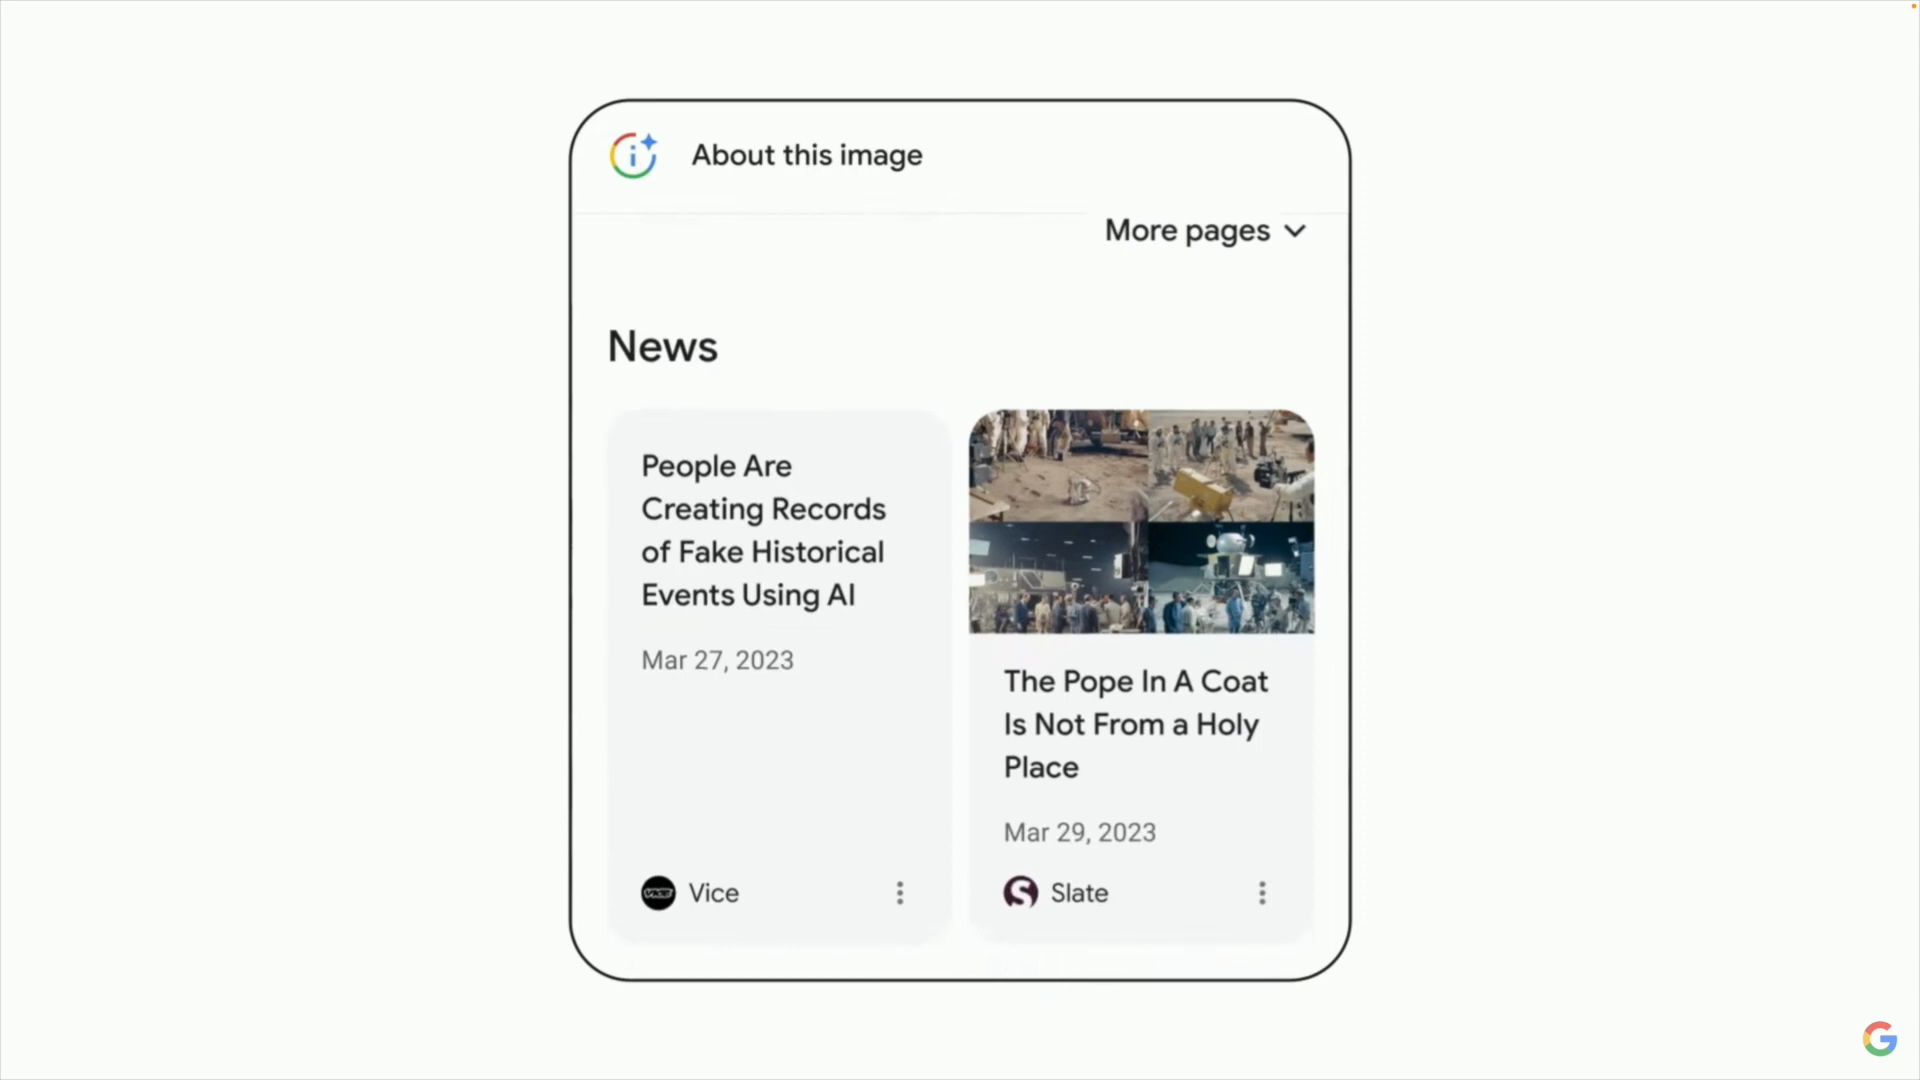 About this image
More pages
News
People Are
Creating Records
of Fake Historical
Events Using AI
Mar 27, 2023
VICE Vice
The Pope In A Coat
Is Not From a Holy
Place
Mar 29, 2023
S Slate
G